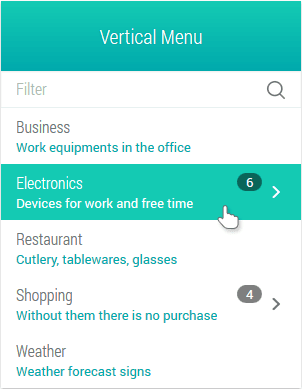 Vertical Menu
Filter
Business
Work equipments in the office
Electronics 6
Devices for work and free time
Restaurant
Cutlery, tablewares, glasses
Shopping 4
Without them there is no purchase
Weather
Weather forecast signs